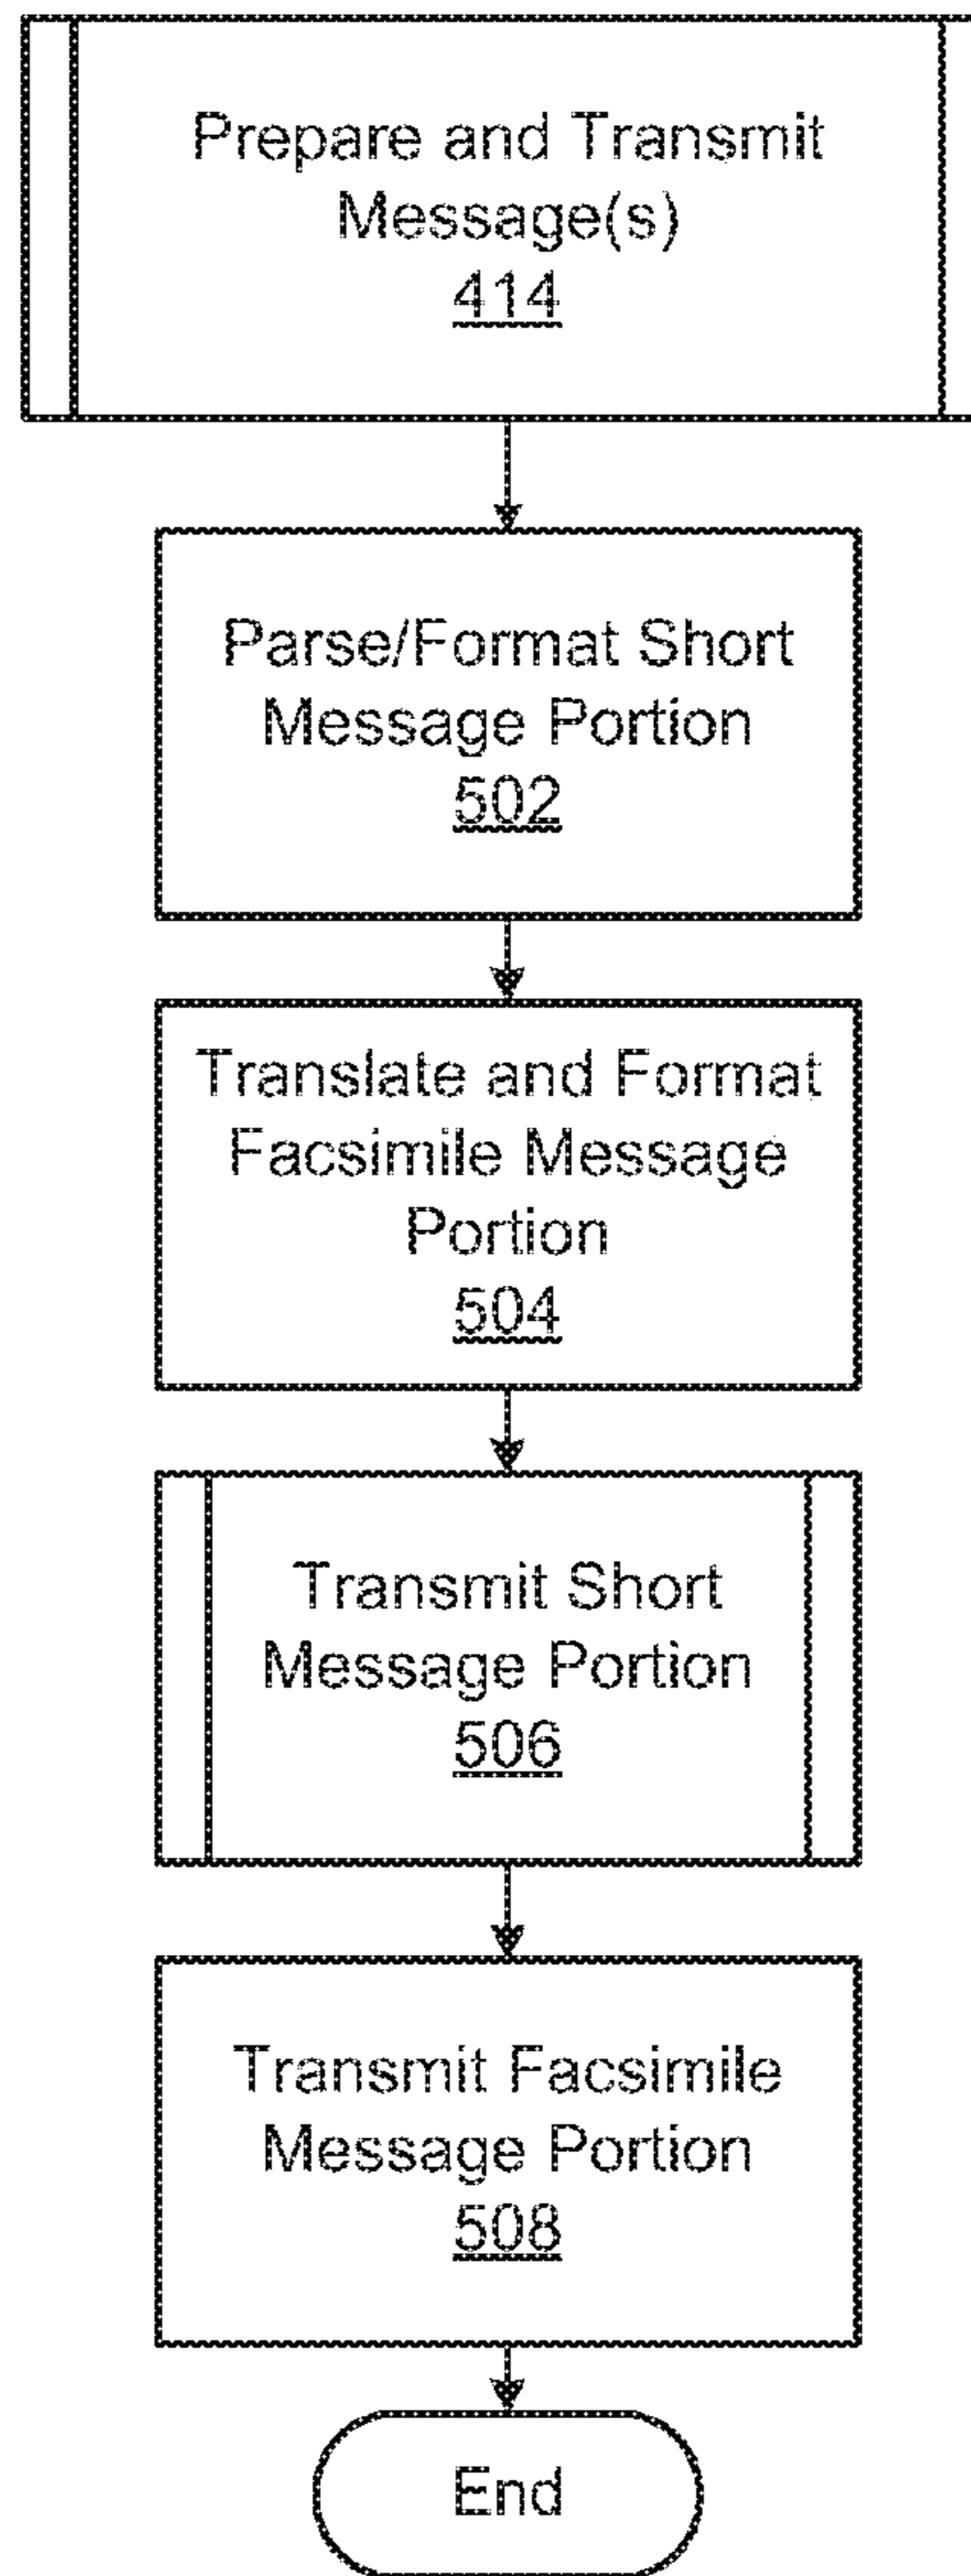 Prepare and Transmit
Message(s)
414
Parse/Format Short
Message Portion
502
Translate and Format
Facsimile Message
Portion
504
Transmit Short
Message Portion
506
Transmit Facsimile
Message Portion
508
End